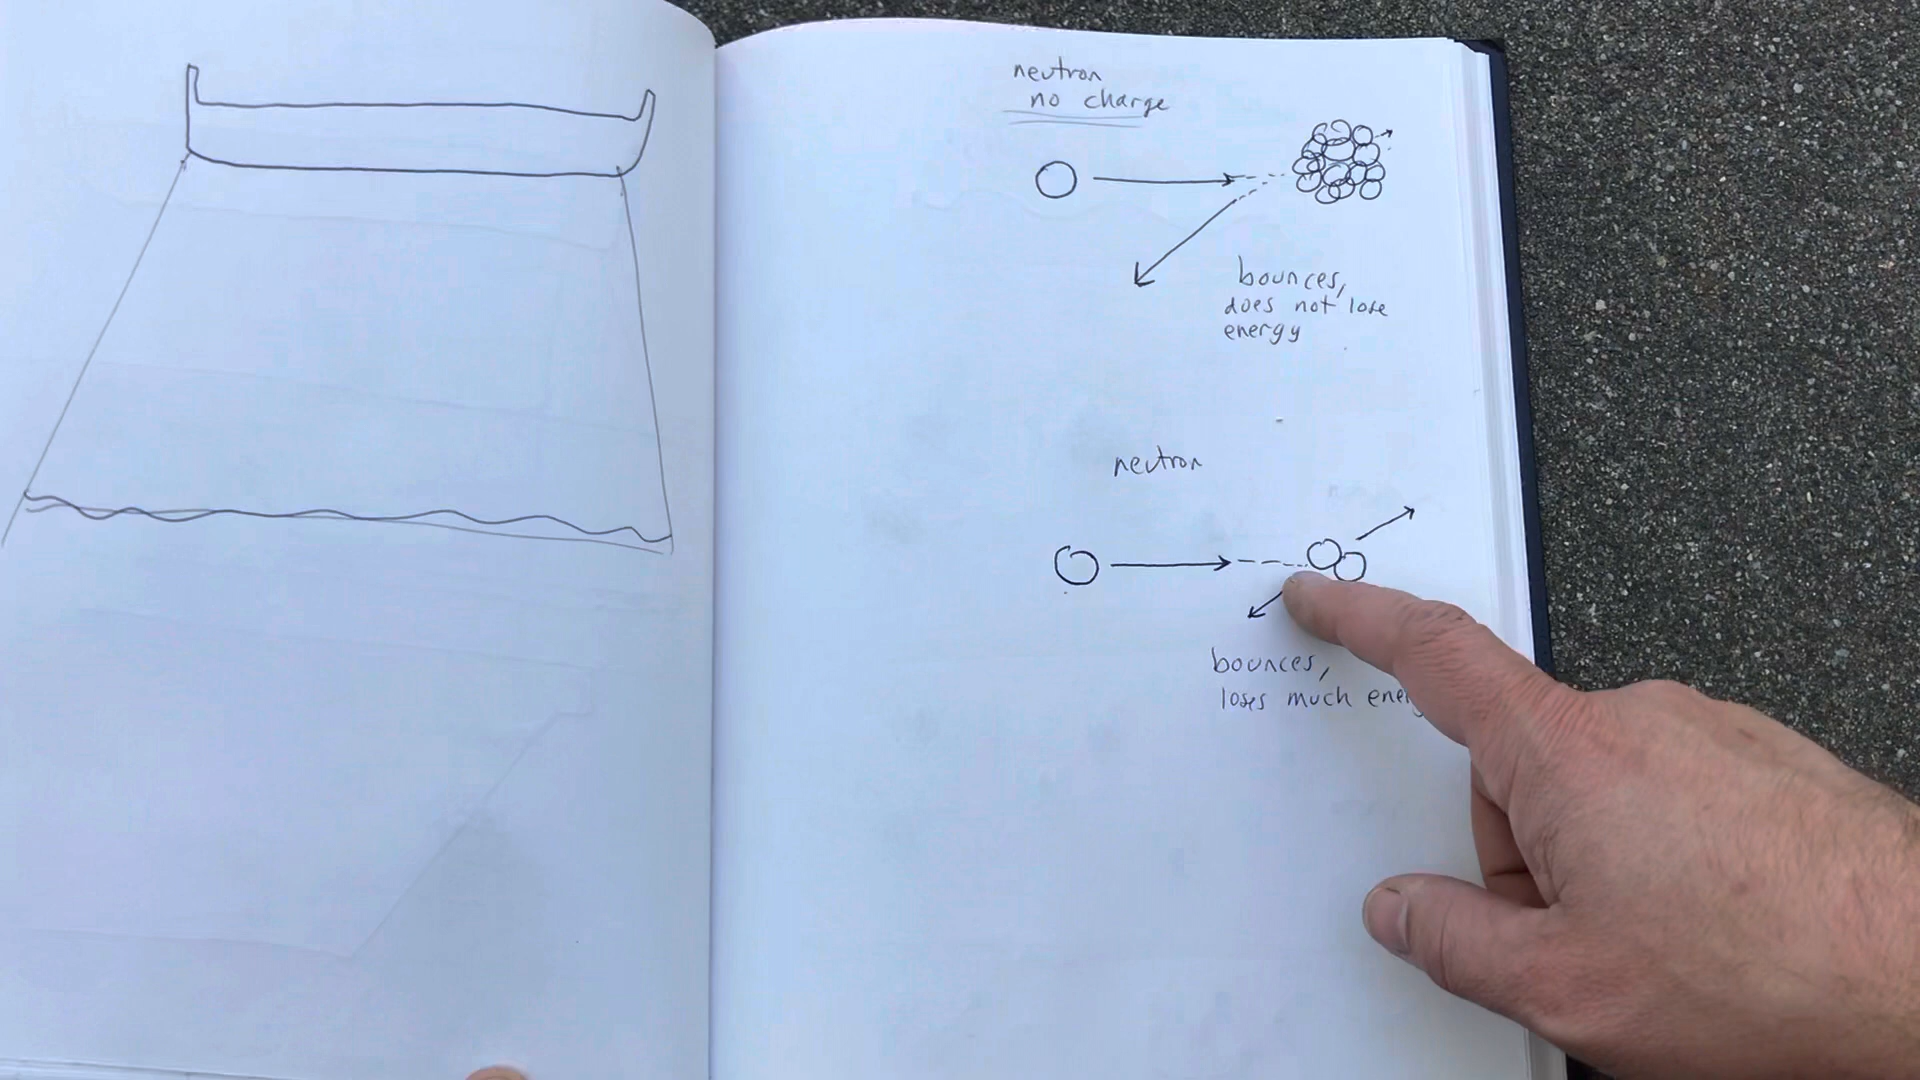 neutron
no charge
bounces,
does not lose
energy
neutron
bounces,
loses much